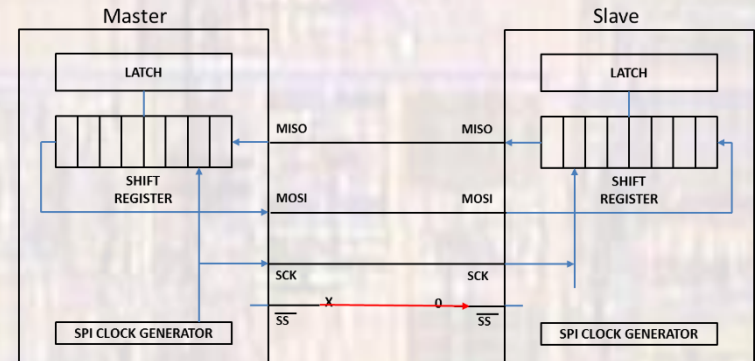 Master
Slave
LATCH
LATCH
MISO
MISO
SHIFT
REGISTER
SHIFT
REGISTER
MOSI
MOSI
SCK
SCK
X
0
SS
SS
SPI CLOCK GENERATOR
SPI CLOCK GENERATOR